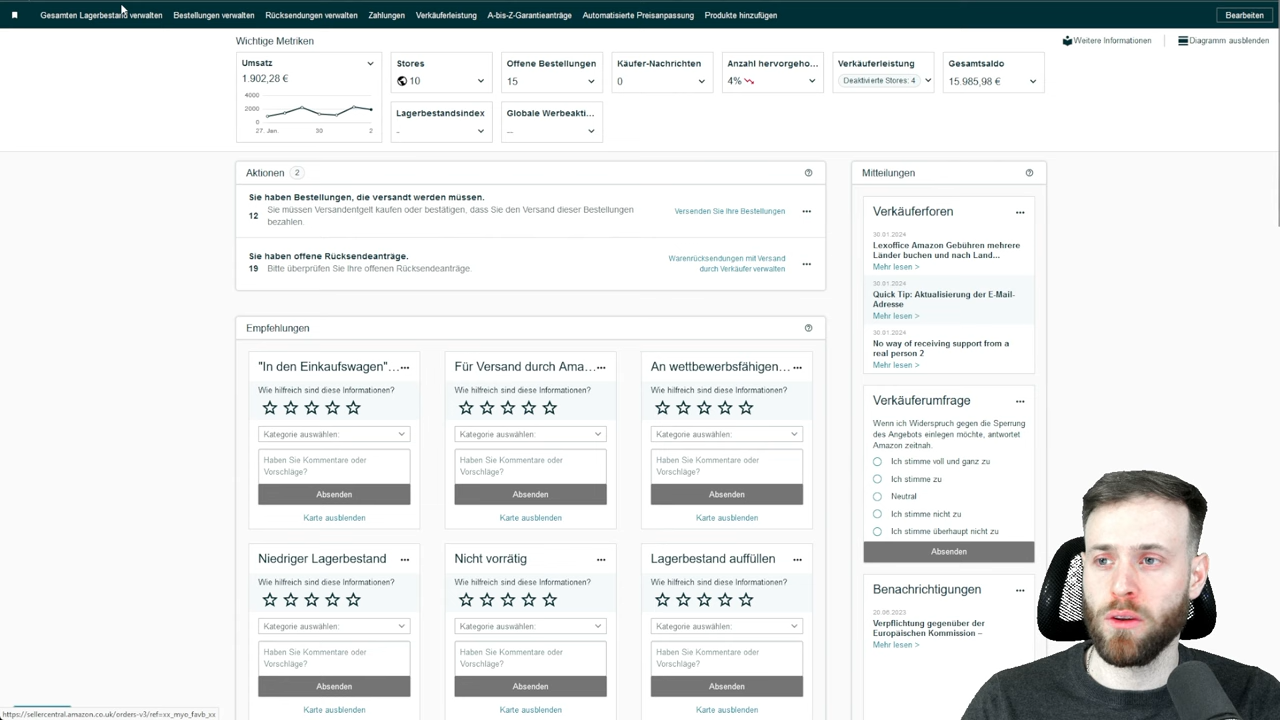 Gesamten Lagerbestand verwalten Bestellungen verwalten Rücksendungen verwalten Zahlungen Verkäuferleistung A-bis-Z-Garantieanträge Automatisierte Preisanpassung Produkte hinzufügen Bearbeiten
Wichtige Metriken
Weitere Informationen
Diagramm ausblenden
Umsatz
1.902,28 €
4000
2000
0
27. Jan.
30
2
Stores
10
Offene Bestellungen
15
Käufer-Nachrichten
0
Anzahl hervorgeho...
4%
Verkäuferleistung
Deaktivierte Stores: 4
Gesamtsaldo
15.985,98 €
Lagerbestandsindex
-
Globale Werbeakti...
--
Aktionen 2
Sie haben Bestellungen, die versandt werden müssen.
12 Sie müssen Versandentgelt kaufen oder bestätigen, dass Sie den Versand dieser Bestellungen
bezahlen.
Versenden Sie Ihre Bestellungen
Sie haben offene Rücksendeanträge.
19 Bitte überprüfen Sie Ihre offenen Rücksendeanträge.
Warenrücksendungen mit Versand
durch Verkäufer verwalten
Empfehlungen
"In den Einkaufswagen"...
Wie hilfreich sind diese Informationen?
Kategorie auswählen:
Haben Sie Kommentare oder
Vorschläge?
Absenden
Karte ausblenden
Für Versand durch Ama...
Wie hilfreich sind diese Informationen?
Kategorie auswählen:
Haben Sie Kommentare oder
Vorschläge?
Absenden
Karte ausblenden
An wettbewerbsfähigen...
Wie hilfreich sind diese Informationen?
Kategorie auswählen:
Haben Sie Kommentare oder
Vorschläge?
Absenden
Karte ausblenden
Niedriger Lagerbestand
Wie hilfreich sind diese Informationen?
Kategorie auswählen:
Haben Sie Kommentare oder
Vorschläge?
Absenden
Karte ausblenden
Nicht vorrätig
Wie hilfreich sind diese Informationen?
Kategorie auswählen:
Haben Sie Kommentare oder
Vorschläge?
Absenden
Karte ausblenden
Lagerbestand auffüllen
Wie hilfreich sind diese Informationen?
Kategorie auswählen:
Haben Sie Kommentare oder
Vorschläge?
Absenden
Karte ausblenden
Mitteilungen
Verkäuferforen
30.01.2024
Lexoffice Amazon Gebühren mehrere
Länder buchen und nach Land...
Mehr lesen >
30.01.2024
Quick Tip: Aktualisierung der E-Mail-
Adresse
Mehr lesen >
30.01.2024
No way of receiving support from a
real person 2
Mehr lesen >
Verkäuferumfrage
Wenn ich Widerspruch gegen die Sperrung
des Angebots einlegen möchte, antwortet
Amazon zeitnah.
Ich stimme voll und ganz zu
Ich stimme zu
Neutral
Ich stimme nicht zu
Ich stimme überhaupt nicht zu
Absenden
Benachrichtigungen
20.06.2023
Verpflichtung gegenüber der
Europäischen Kommission –
Mehr lesen >
https://sellercentral.amazon.co.uk/orders-v3/ref=xx_myo_favb_xx